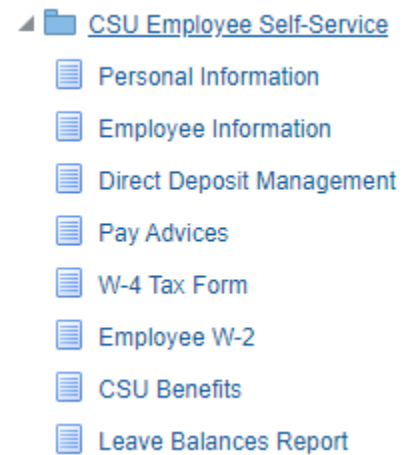 CSU Employee Self-Service
Personal Information
Employee Information
Direct Deposit Management
Pay Advices
W-4 Tax Form
Employee W-2
CSU Benefits
Leave Balances Report